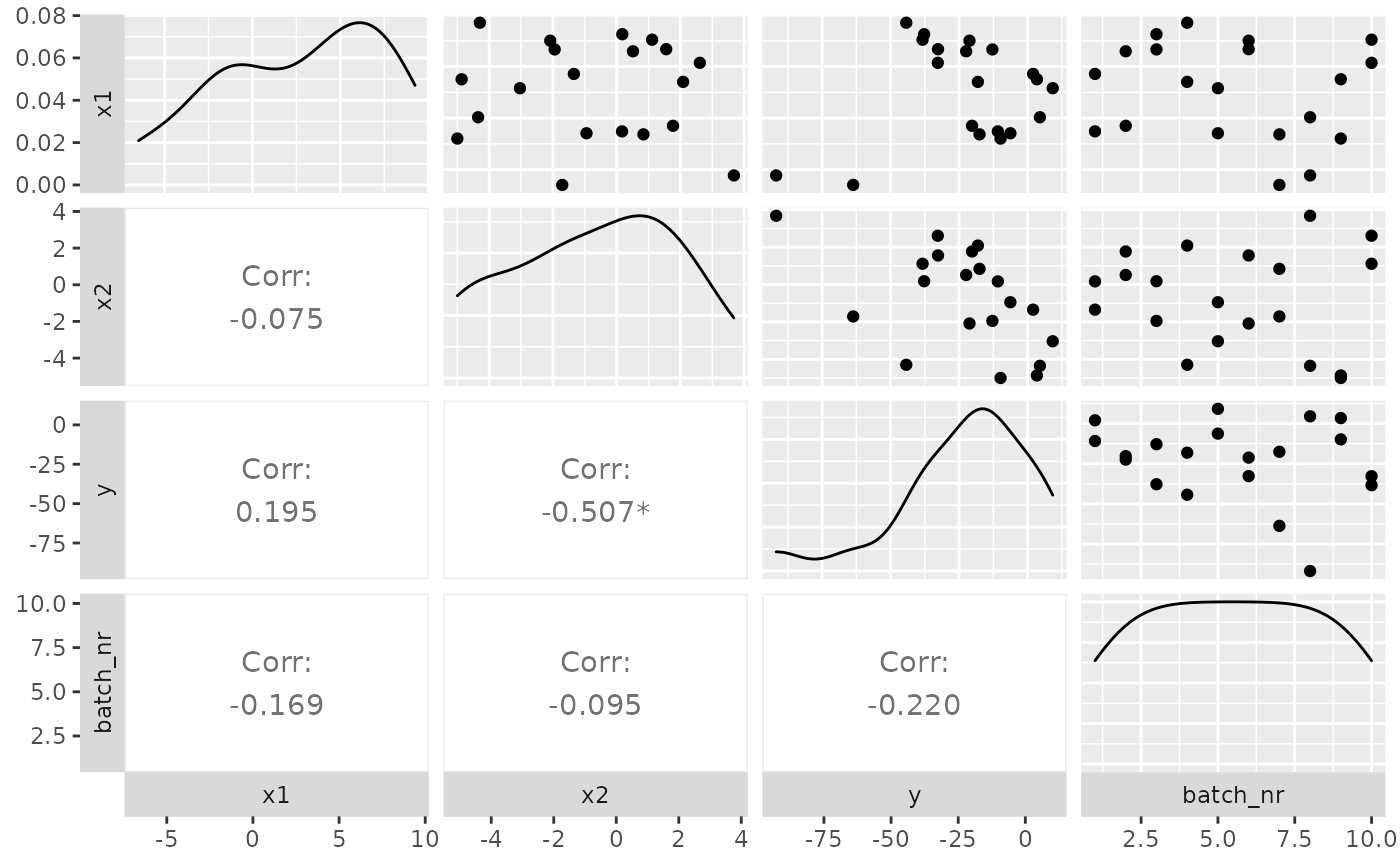 0.08
0.06
0.04
0.02
0.00
x1
4
2
0
-2
-4
x2
Corr:
-0.075
0
-25
-50
-75
y
Corr:
0.195
Corr:
-0.507*
10.0
7.5
5.0
2.5
batch_nr
Corr:
-0.169
Corr:
-0.095
Corr:
-0.220
x1 x2 y batch_nr
-5 0 5 10 -4 -2 0 2 4 -75 -50 -25 0 2.5 5.0 7.5 10.0